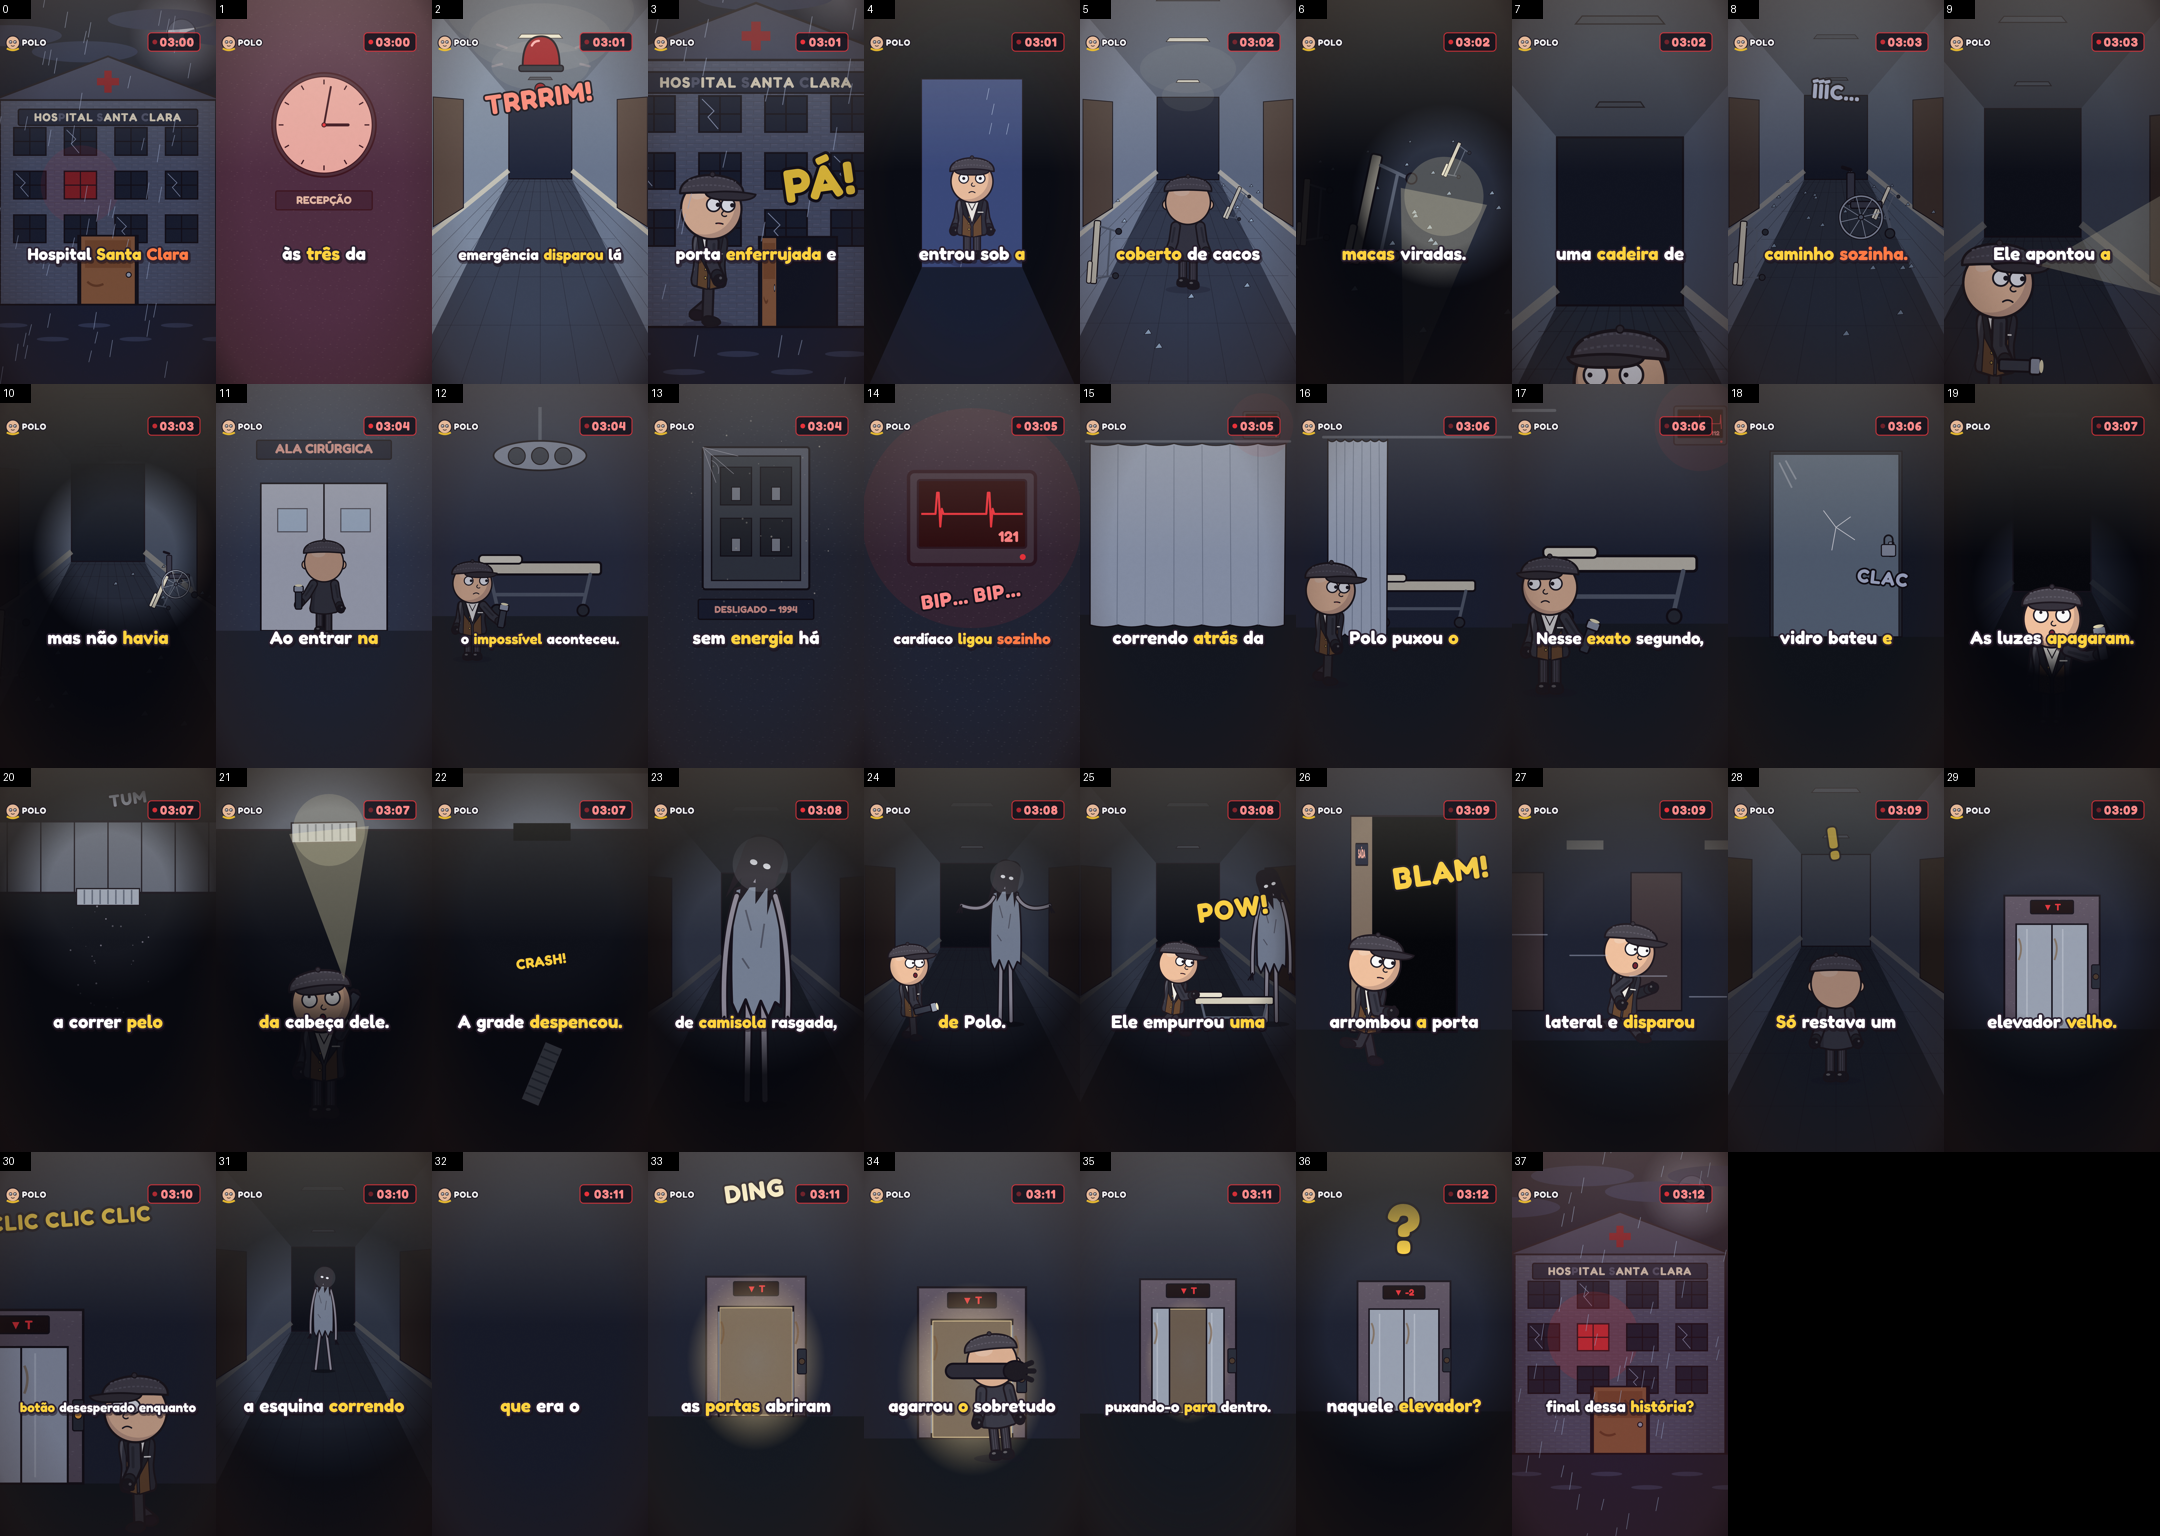 0
POLO
03:00
HOSPITAL SANTA CLARA
Hospital Santa Clara
1
POLO
03:00
RECEPÇÃO
às três da
2
POLO
03:01
TRRRIM!
emergência disparou lá
3
POLO
03:01
HOSPITAL SANTA CLARA
PÁ!
porta enferrujada e
4
POLO
03:01
entrou sob a
5
POLO
03:02
coberto de cacos
6
POLO
03:02
macas viradas.
7
POLO
03:02
uma cadeira de
8
POLO
03:03
IIIC...
caminho sozinha.
9
POLO
03:03
Ele apontou a
10
POLO
03:03
mas não havia
11
POLO
03:04
ALA CIRÚRGICA
Ao entrar na
12
POLO
03:04
o impossível aconteceu.
13
POLO
03:04
DESLIGADO – 1994
sem energia há
14
POLO
03:05
121
BIP... BIP...
cardíaco ligou sozinho
15
POLO
03:05
correndo atrás da
16
POLO
03:06
Polo puxou o
17
POLO
03:06
Nesse exato segundo,
18
POLO
03:06
CLAC
vidro bateu e
19
POLO
03:07
As luzes apagaram.
20
POLO
03:07
TUM
a correr pelo
21
POLO
03:07
da cabeça dele.
22
POLO
03:07
CRASH!
A grade despencou.
23
POLO
03:08
de camisola rasgada,
24
POLO
03:08
de Polo.
25
POLO
03:08
POW!
Ele empurrou uma
26
POLO
03:09
BLAM!
arrombou a porta
27
POLO
03:09
lateral e disparou
28
POLO
03:09
!
Só restava um
29
POLO
03:09
▼ T
elevador velho.
30
POLO
03:10
CLIC CLIC CLIC
▼ T
botão desesperado enquanto
31
POLO
03:10
a esquina correndo
32
POLO
03:11
que era o
33
POLO
03:11
DING
▼ T
as portas abriram
34
POLO
03:11
▼ T
agarrou o sobretudo
35
POLO
03:11
▼ T
puxando-o para dentro.
36
POLO
03:12
?
▼ -2
naquele elevador?
37
POLO
03:12
HOSPITAL SANTA CLARA
final dessa história?